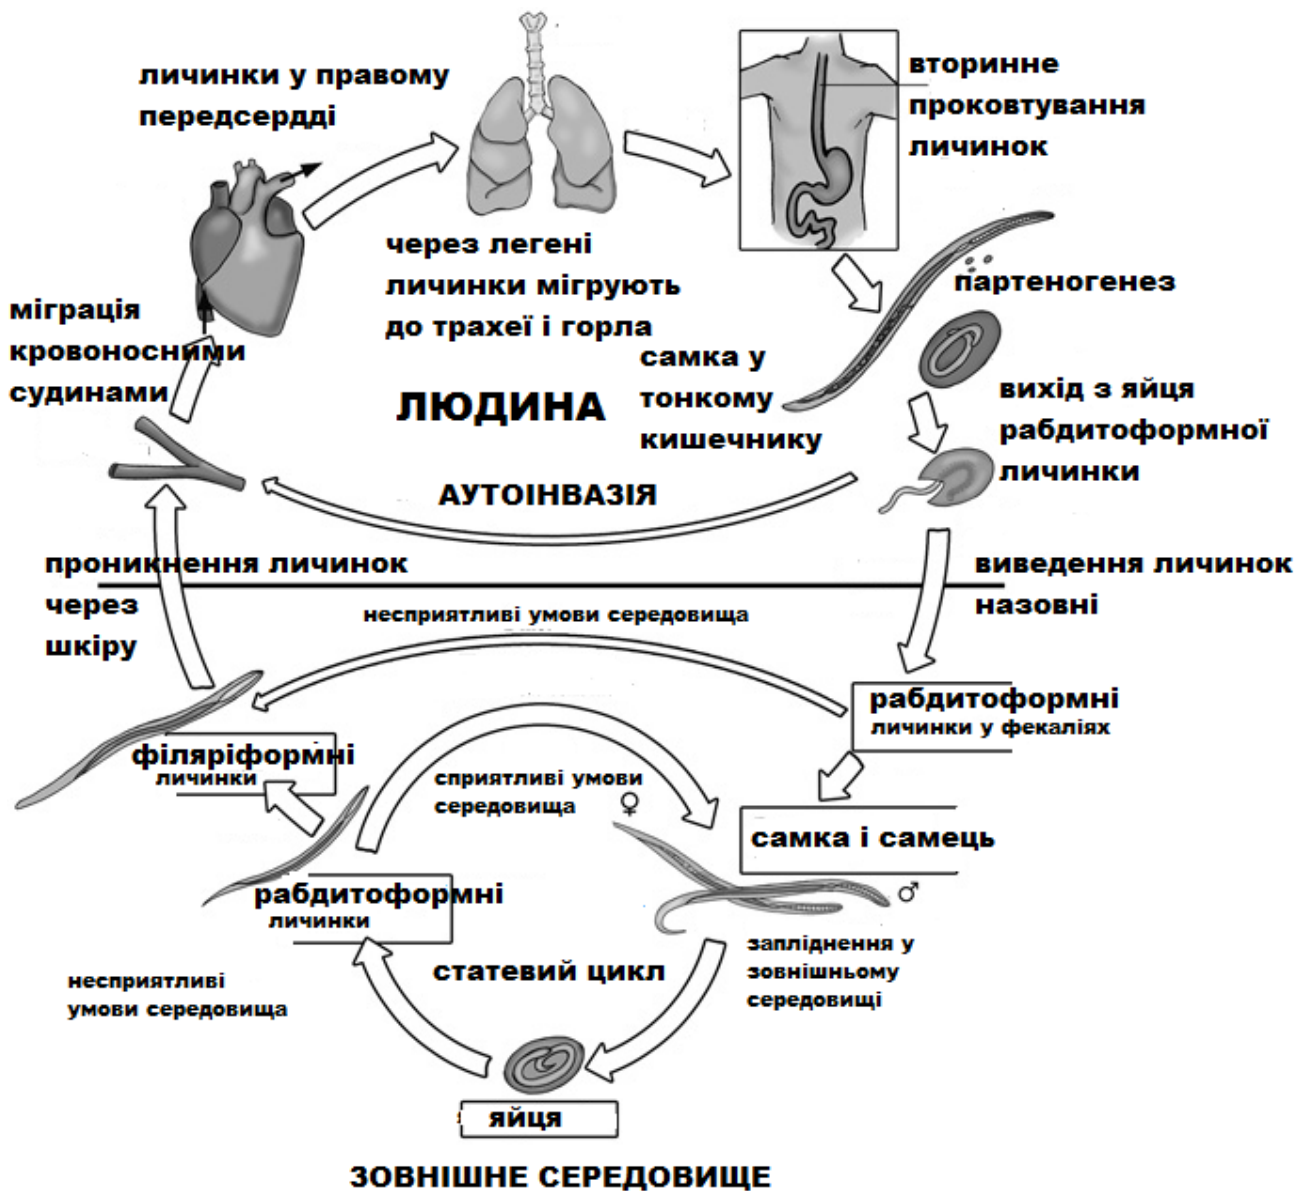 личинки у правому
передсердді
вторинне
проковтування
личинок
через легені
личинки мігрують
до трахеї і горла
партеногенез
міграція
кровоносними
судинами
самка у
тонкому
кишечнику
ЛЮДИНА
вихід з яйця
рабдитоформної
личинки
АУТОІНВАЗІЯ
проникнення личинок
через
шкіру
виведення личинок
назовні
несприятливі умови середовища
рабдитоформні
личинки у фекаліях
філяріформні
личинки
сприятливі умови
середовища ♀
самка і самець
♂
рабдитоформні
личинки
запліднення у
зовнішньому
середовищі
статевий цикл
несприятливі
умови середовища
яйця
ЗОВНІШНЕ СЕРЕДОВИЩЕ